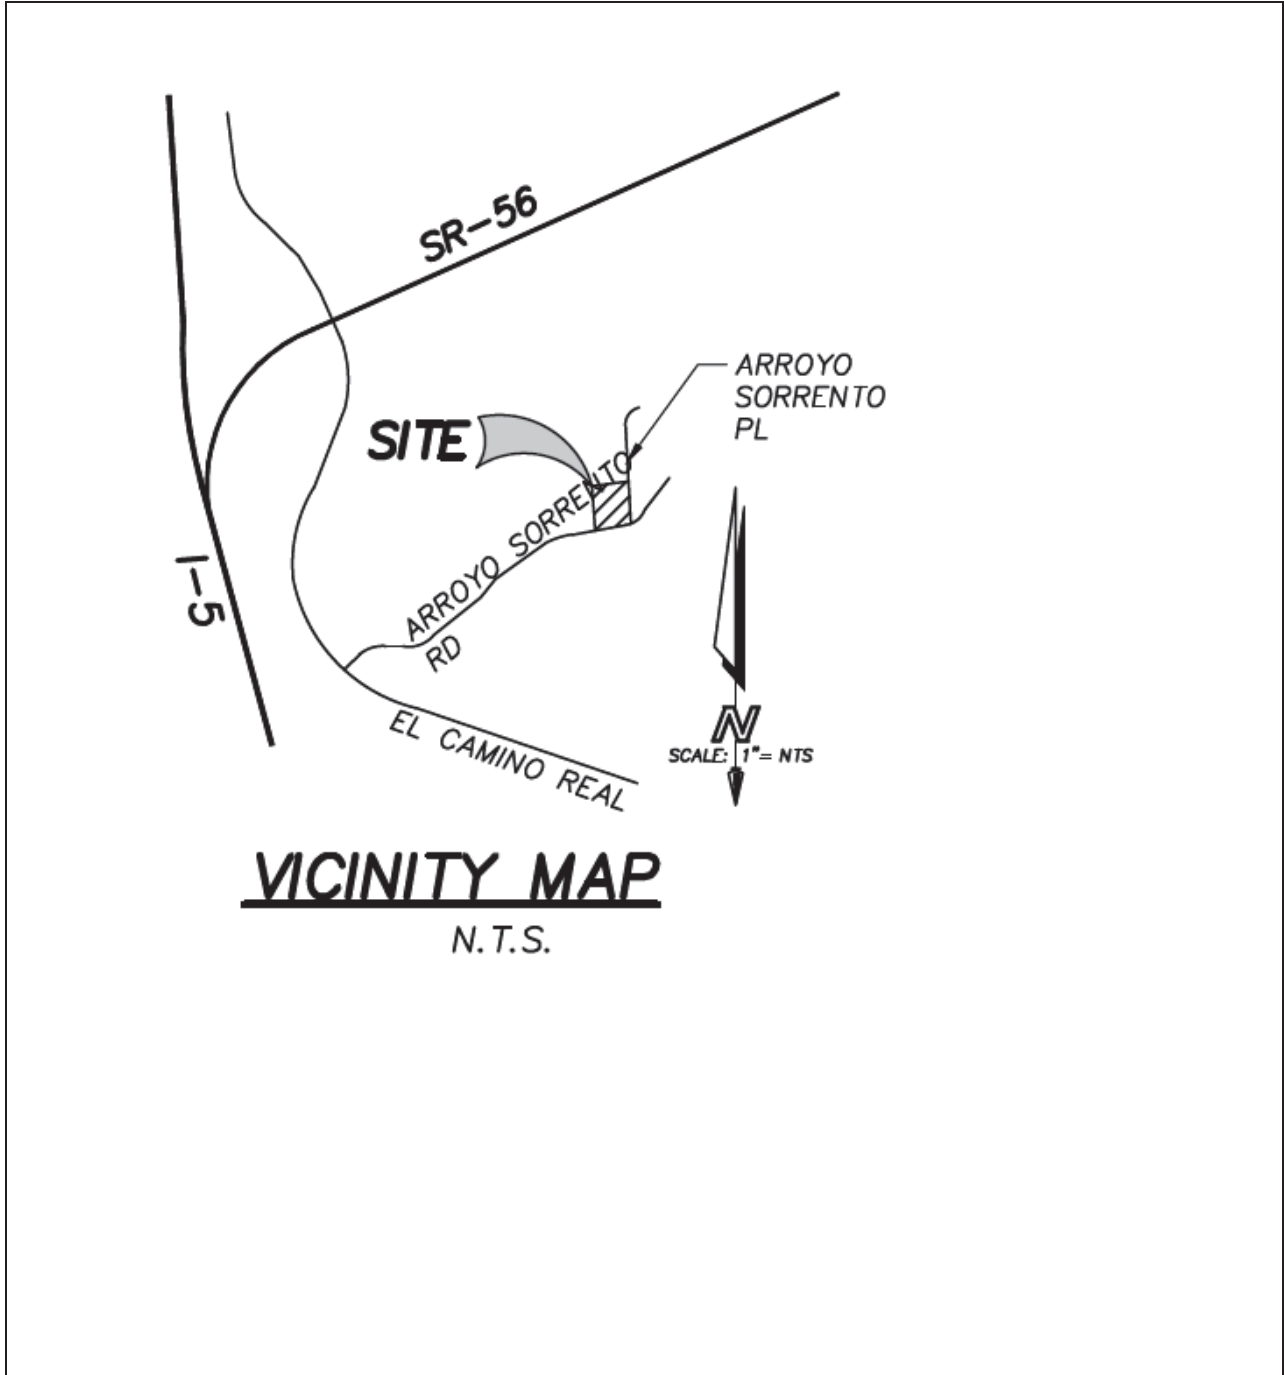 SR-56
ARROYO
SORRENTO
PL
SITE
ARROYO SORRENTO
RD
I-5
EL CAMINO REAL
N
SCALE: 1"= NTS
VICINITY MAP
N.T.S.